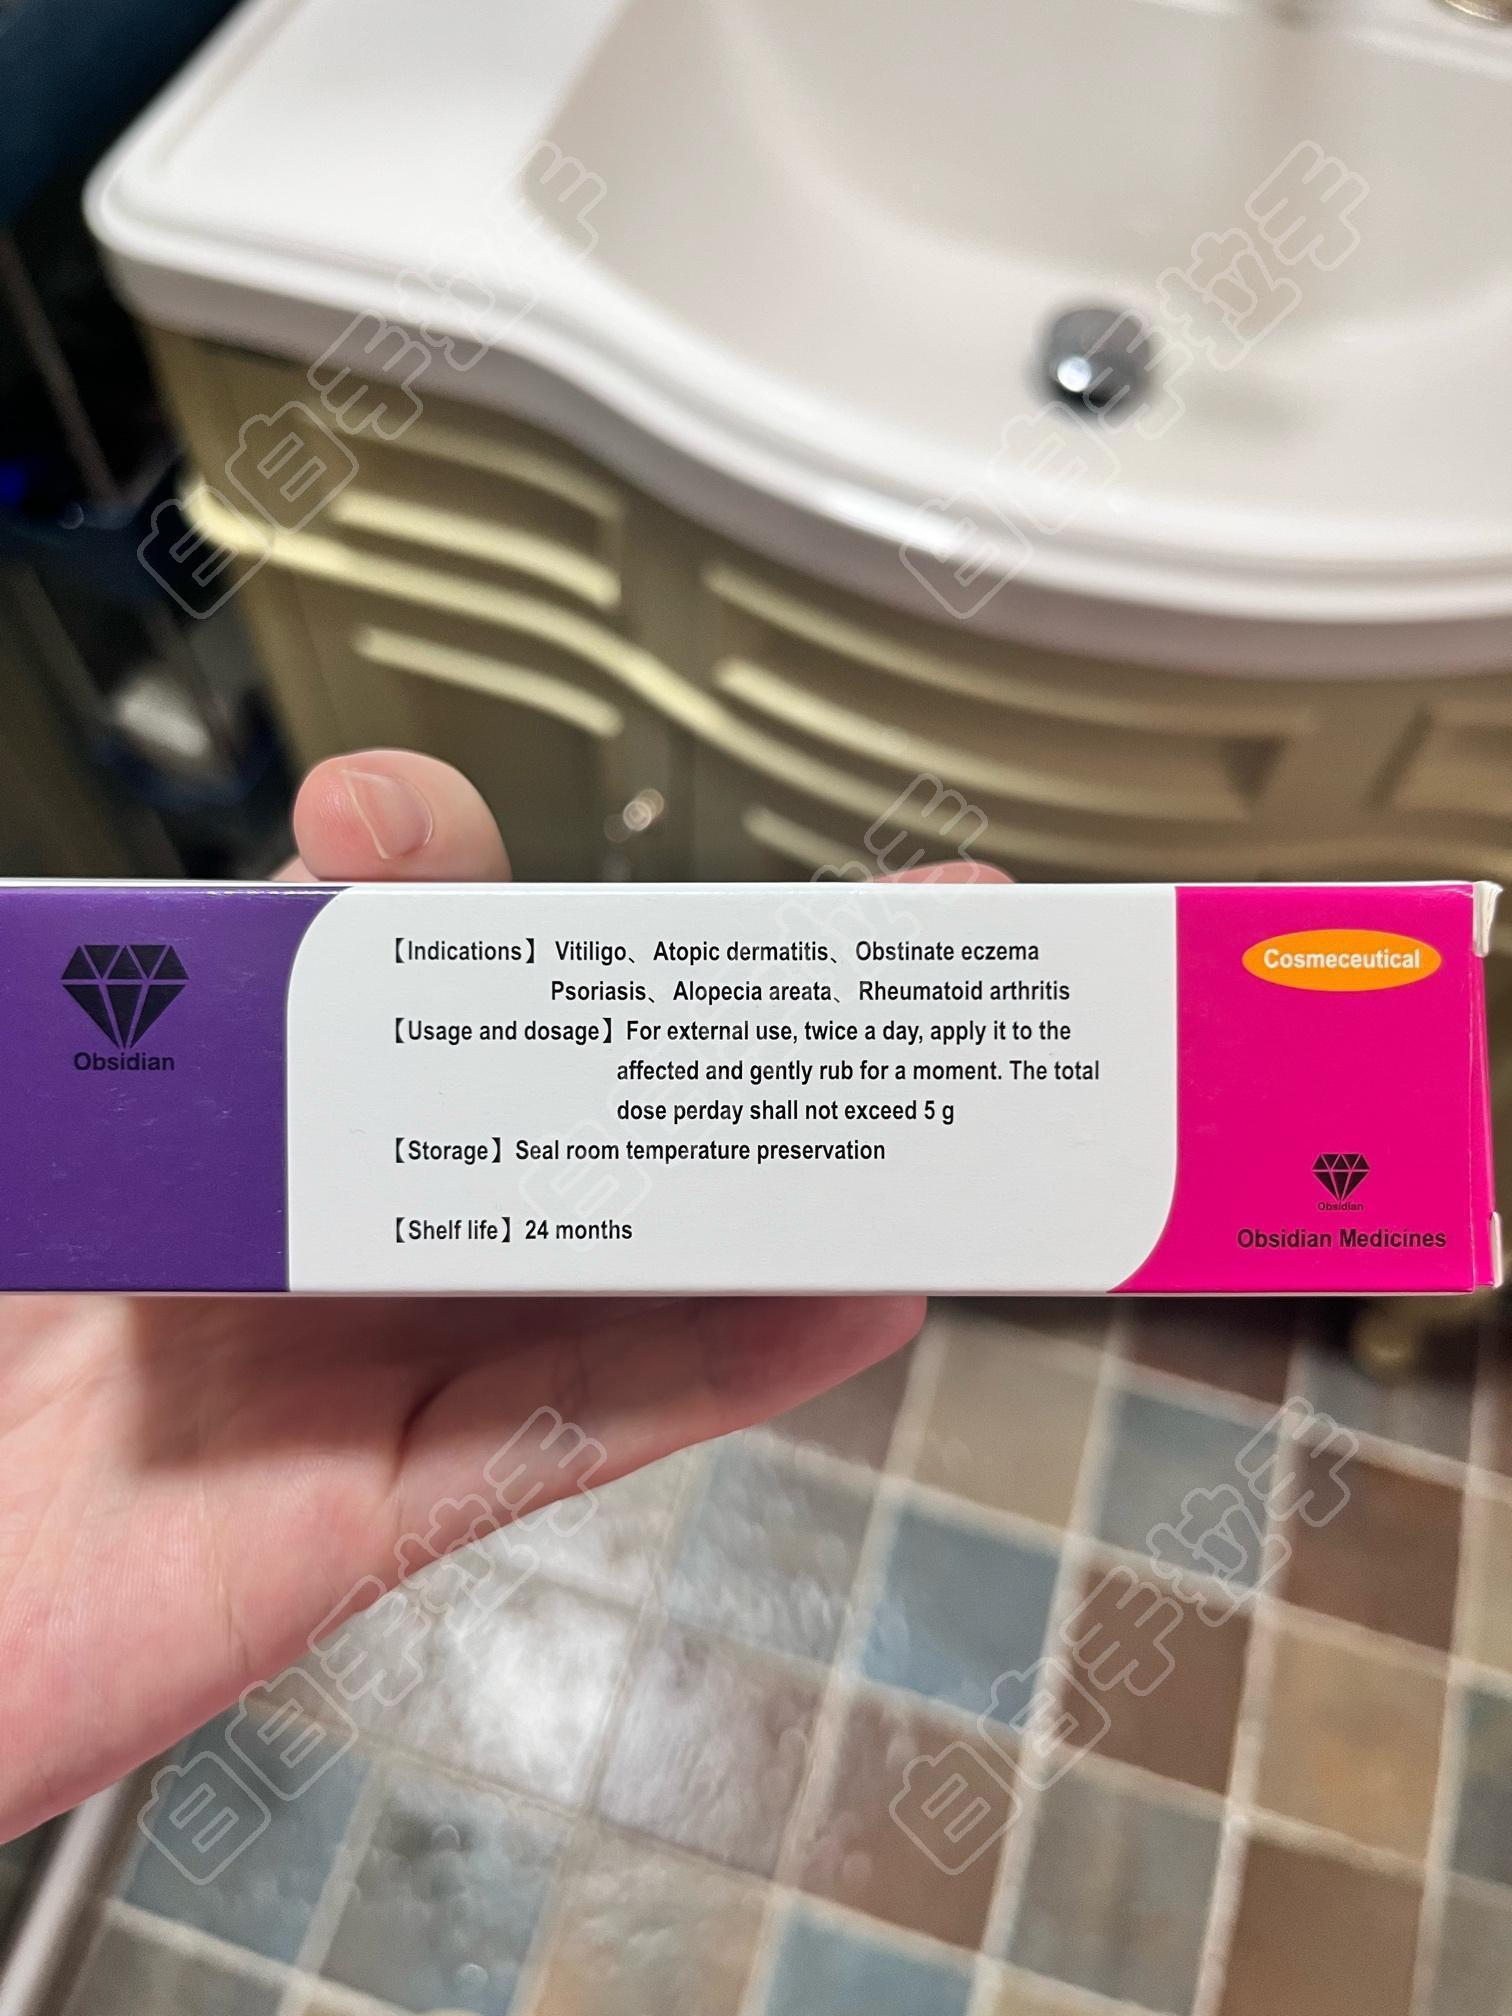 Obsidian
【Indications】 Vitiligo、 Atopic dermatitis、 Obstinate eczema
Psoriasis、 Alopecia areata、 Rheumatoid arthritis
【Usage and dosage】For external use, twice a day, apply it to the
affected and gently rub for a moment. The total
dose perday shall not exceed 5 g
【Storage】Seal room temperature preservation
【Shelf life】24 months
Cosmeceutical
Obsidian
Obsidian Medicines